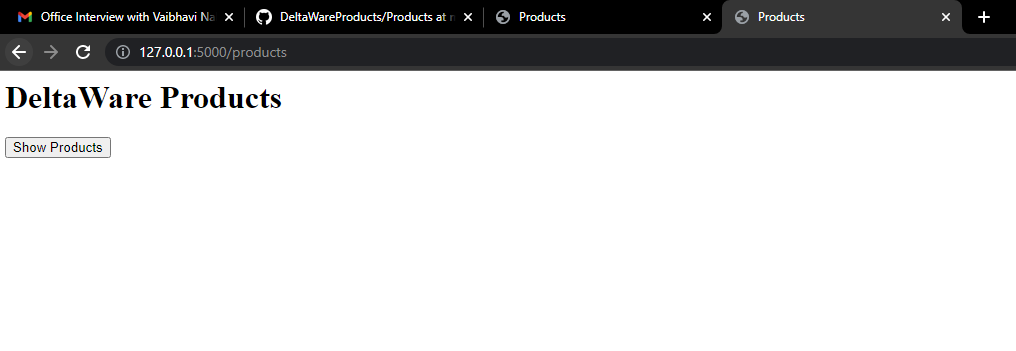 Office Interview with Vaibhavi Na
DeltaWareProducts/Products at
Products
Products
127.0.0.1:5000/products
DeltaWare Products
Show Products